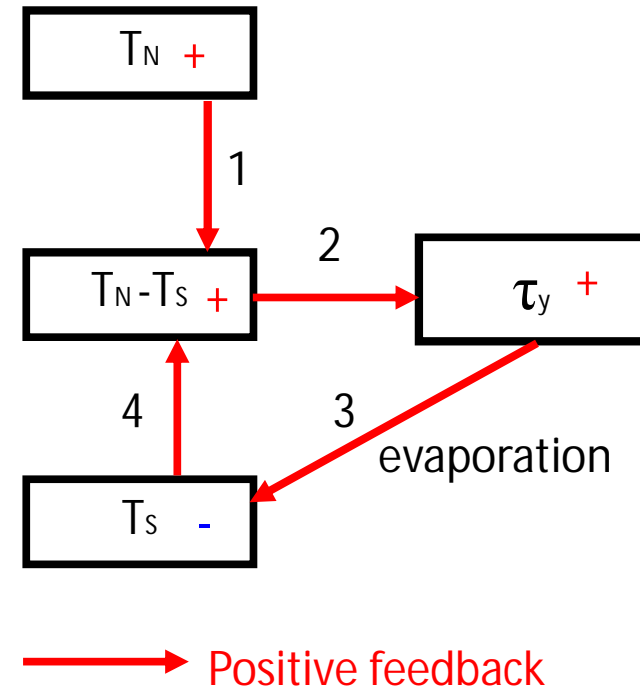 TN +
1
2
TN -TS +
τy +
4
3
evaporation
TS -
Positive feedback